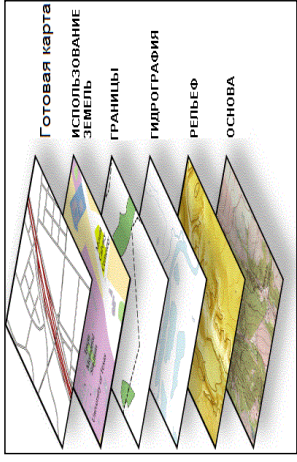 Готовая карта
ИСПОЛЬЗОВАНИЕ
ЗЕМЕЛЬ
ГРАНИЦЫ
ГИДРОГРАФИЯ
РЕЛЬЕФ
ОСНОВА